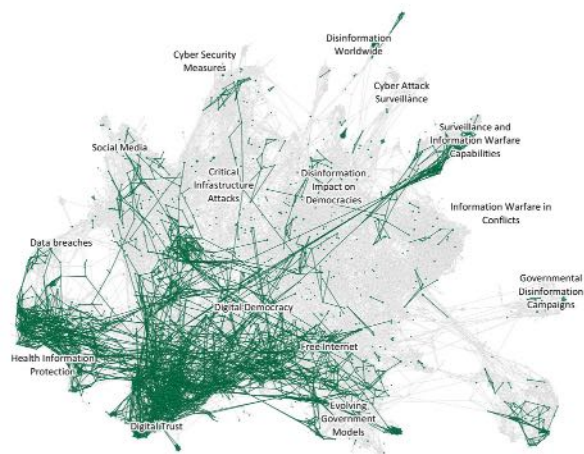 Disinformation
Worldwide
Cyber Security
Measures
Cyber Attack
Surveillance
Surveillance and
Information Warfare
Capabilities
Social Media
Critical
Infrastructure
Attacks
Disinformation
Impact on
Democracies
Information Warfare in
Conflicts
Data breaches
Governmental
Disinformation
Campaigns
Digital Democracy
Free Internet
Health Information
Protection
Evolving
Government
Models
Digital Trust